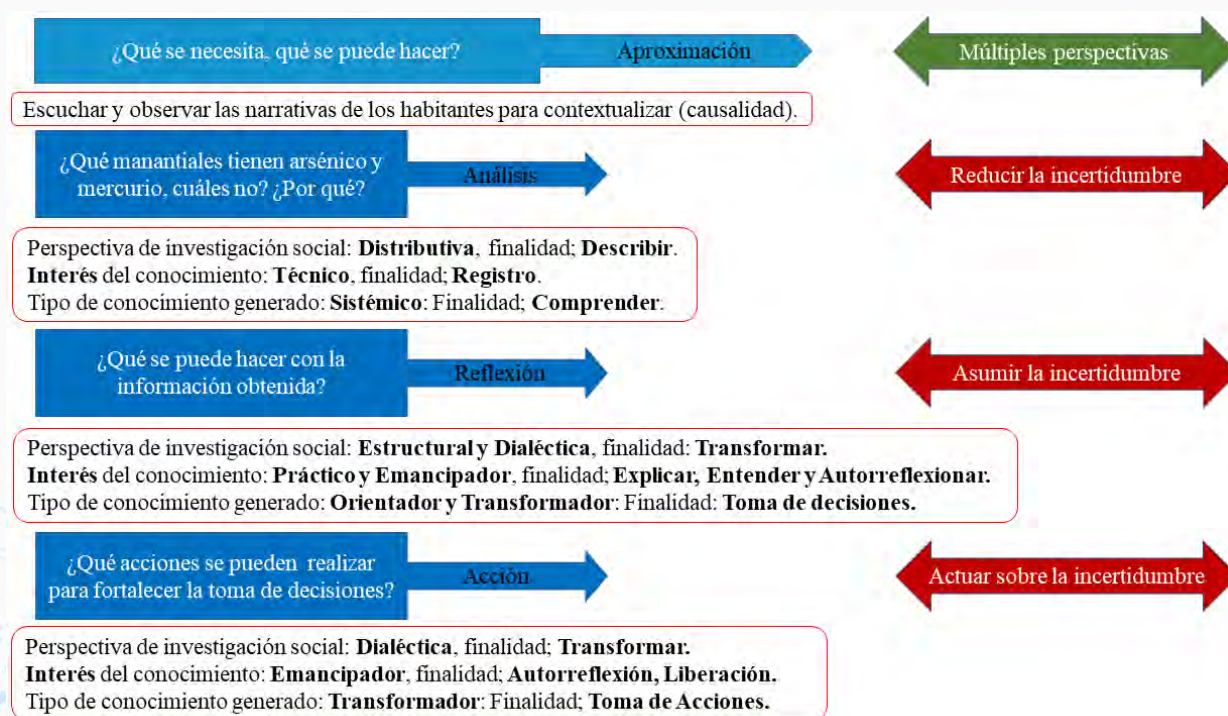 ¿Qué se necesita, qué se puede hacer?
Aproximación
Múltiples perspectivas
Escuchar y observar las narrativas de los habitantes para contextualizar (causalidad).
¿Qué manantiales tienen arsénico y
mercurio, cuáles no? ¿Por qué?
Análisis
Reducir la incertidumbre
Perspectiva de investigación social: Distributiva, finalidad; Describir.
Interés del conocimiento: Técnico, finalidad; Registro.
Tipo de conocimiento generado: Sistémico: Finalidad; Comprender.
¿Qué se puede hacer con la
información obtenida?
Reflexión
Asumir la incertidumbre
Perspectiva de investigación social: Estructural y Dialéctica, finalidad: Transformar.
Interés del conocimiento: Práctico y Emancipador, finalidad; Explicar, Entender y Autorreflexionar.
Tipo de conocimiento generado: Orientador y Transformador: Finalidad: Toma de decisiones.
¿Qué acciones se pueden realizar
para fortalecer la toma de decisiones?
Acción
Actuar sobre la incertidumbre
Perspectiva de investigación social: Dialéctica, finalidad; Transformar.
Interés del conocimiento: Emancipador, finalidad; Autorreflexión, Liberación.
Tipo de conocimiento generado: Transformador: Finalidad; Toma de Acciones.